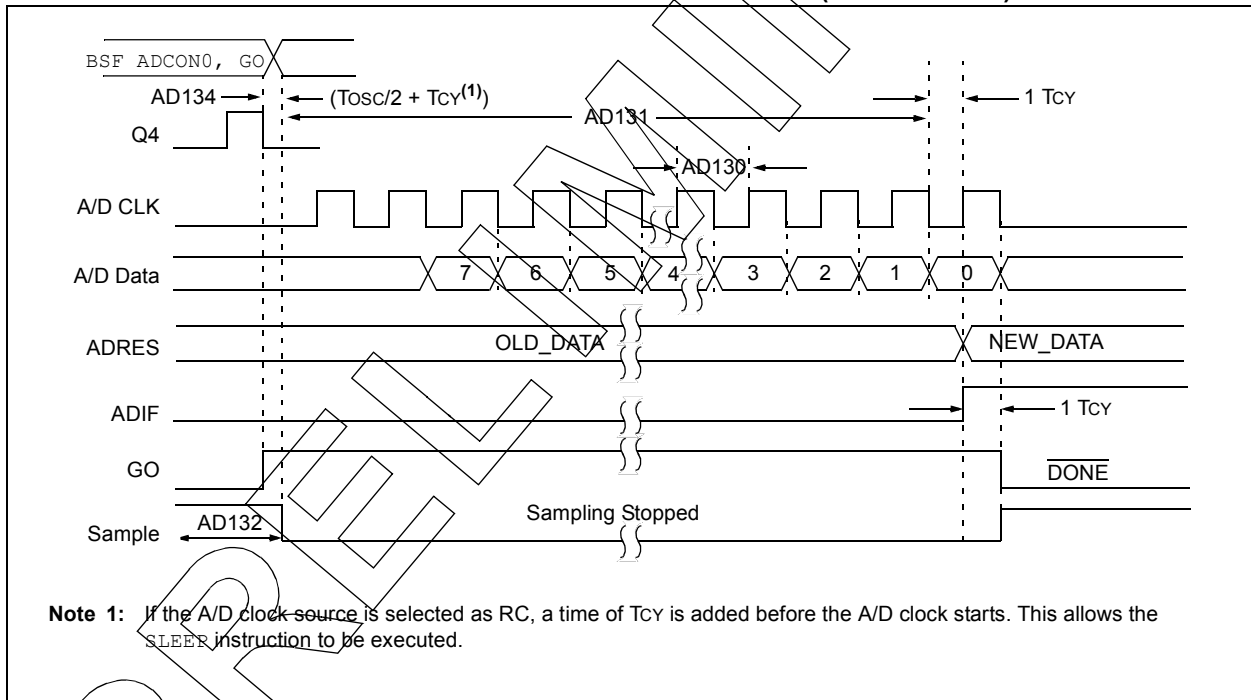 BSF ADCON0, GO
AD134
(TOSC/2 + TCY(1))
1 TCY
AD131
Q4
AD130
A/D CLK
A/D Data
7
6
5
4
3
2
1
0
OLD_DATA
ADRES
NEW_DATA
ADIF
1 TCY
GO
DONE
Sampling Stopped
AD132
Sample
Note 1: If the A/D clock source is selected as RC, a time of TCY is added before the A/D clock starts. This allows the
SLEEP instruction to be executed.